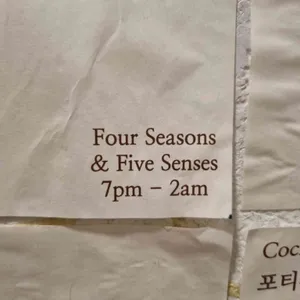 Four Seasons
& Five Senses
7pm – 2am